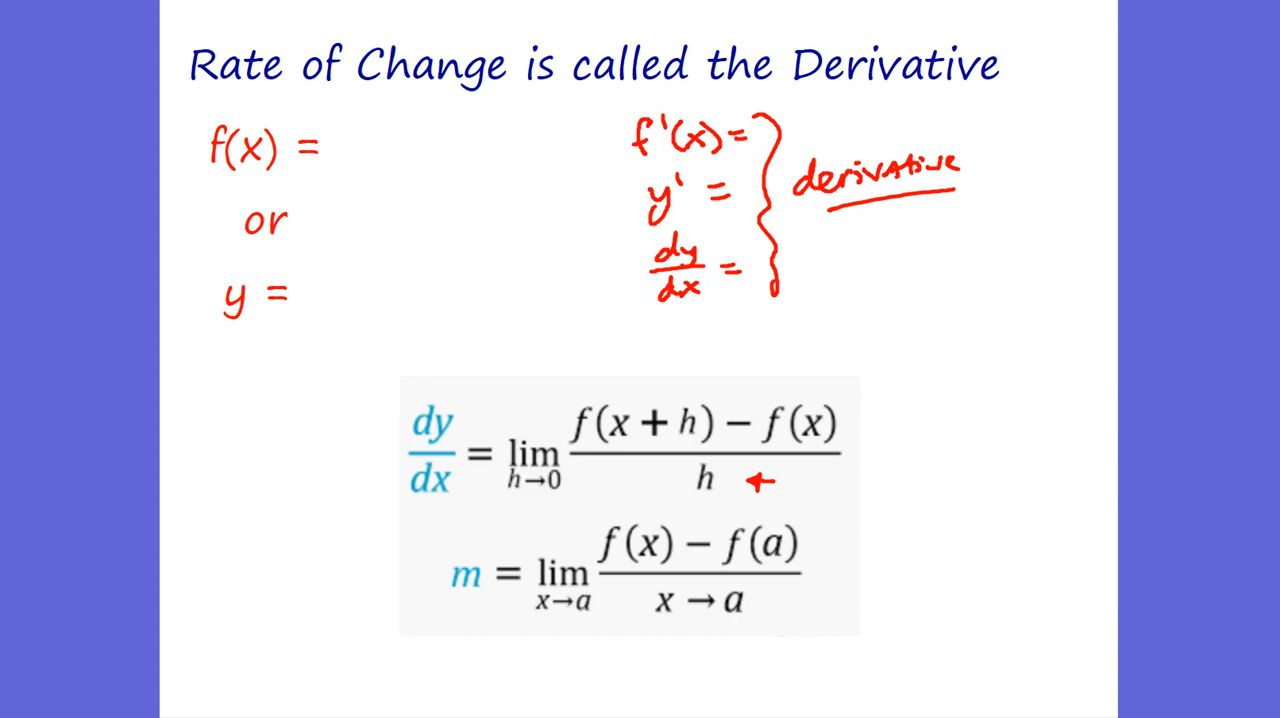 Rate of Change is called the Derivative
f(x) =
or
y =
f'(x) =
y' =
dy/dx =
derivative
dy/dx = lim h→0 f(x + h) − f(x) / h
m = lim x→a f(x) − f(a) / x → a